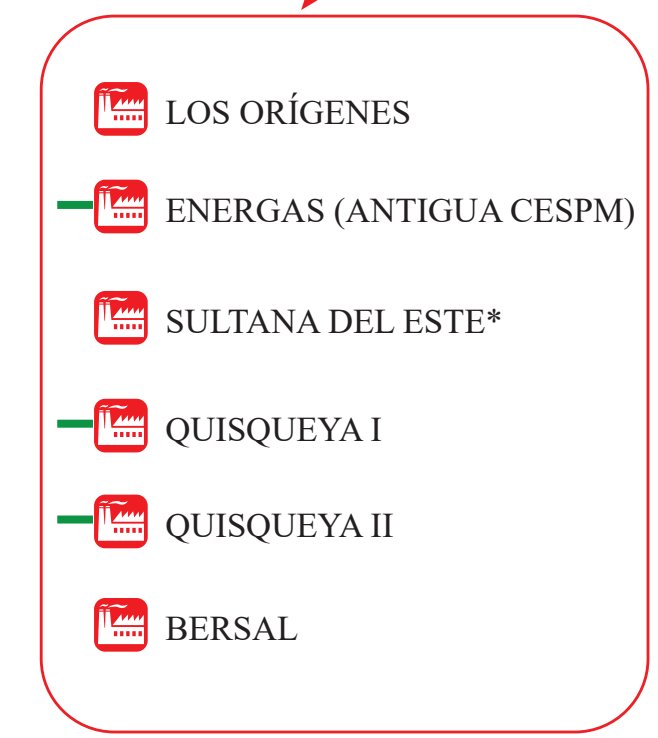 LOS ORÍGENES
ENERGAS (ANTIGUA CESPM)
SULTANA DEL ESTE*
QUISQUEYA I
QUISQUEYA II
BERSAL